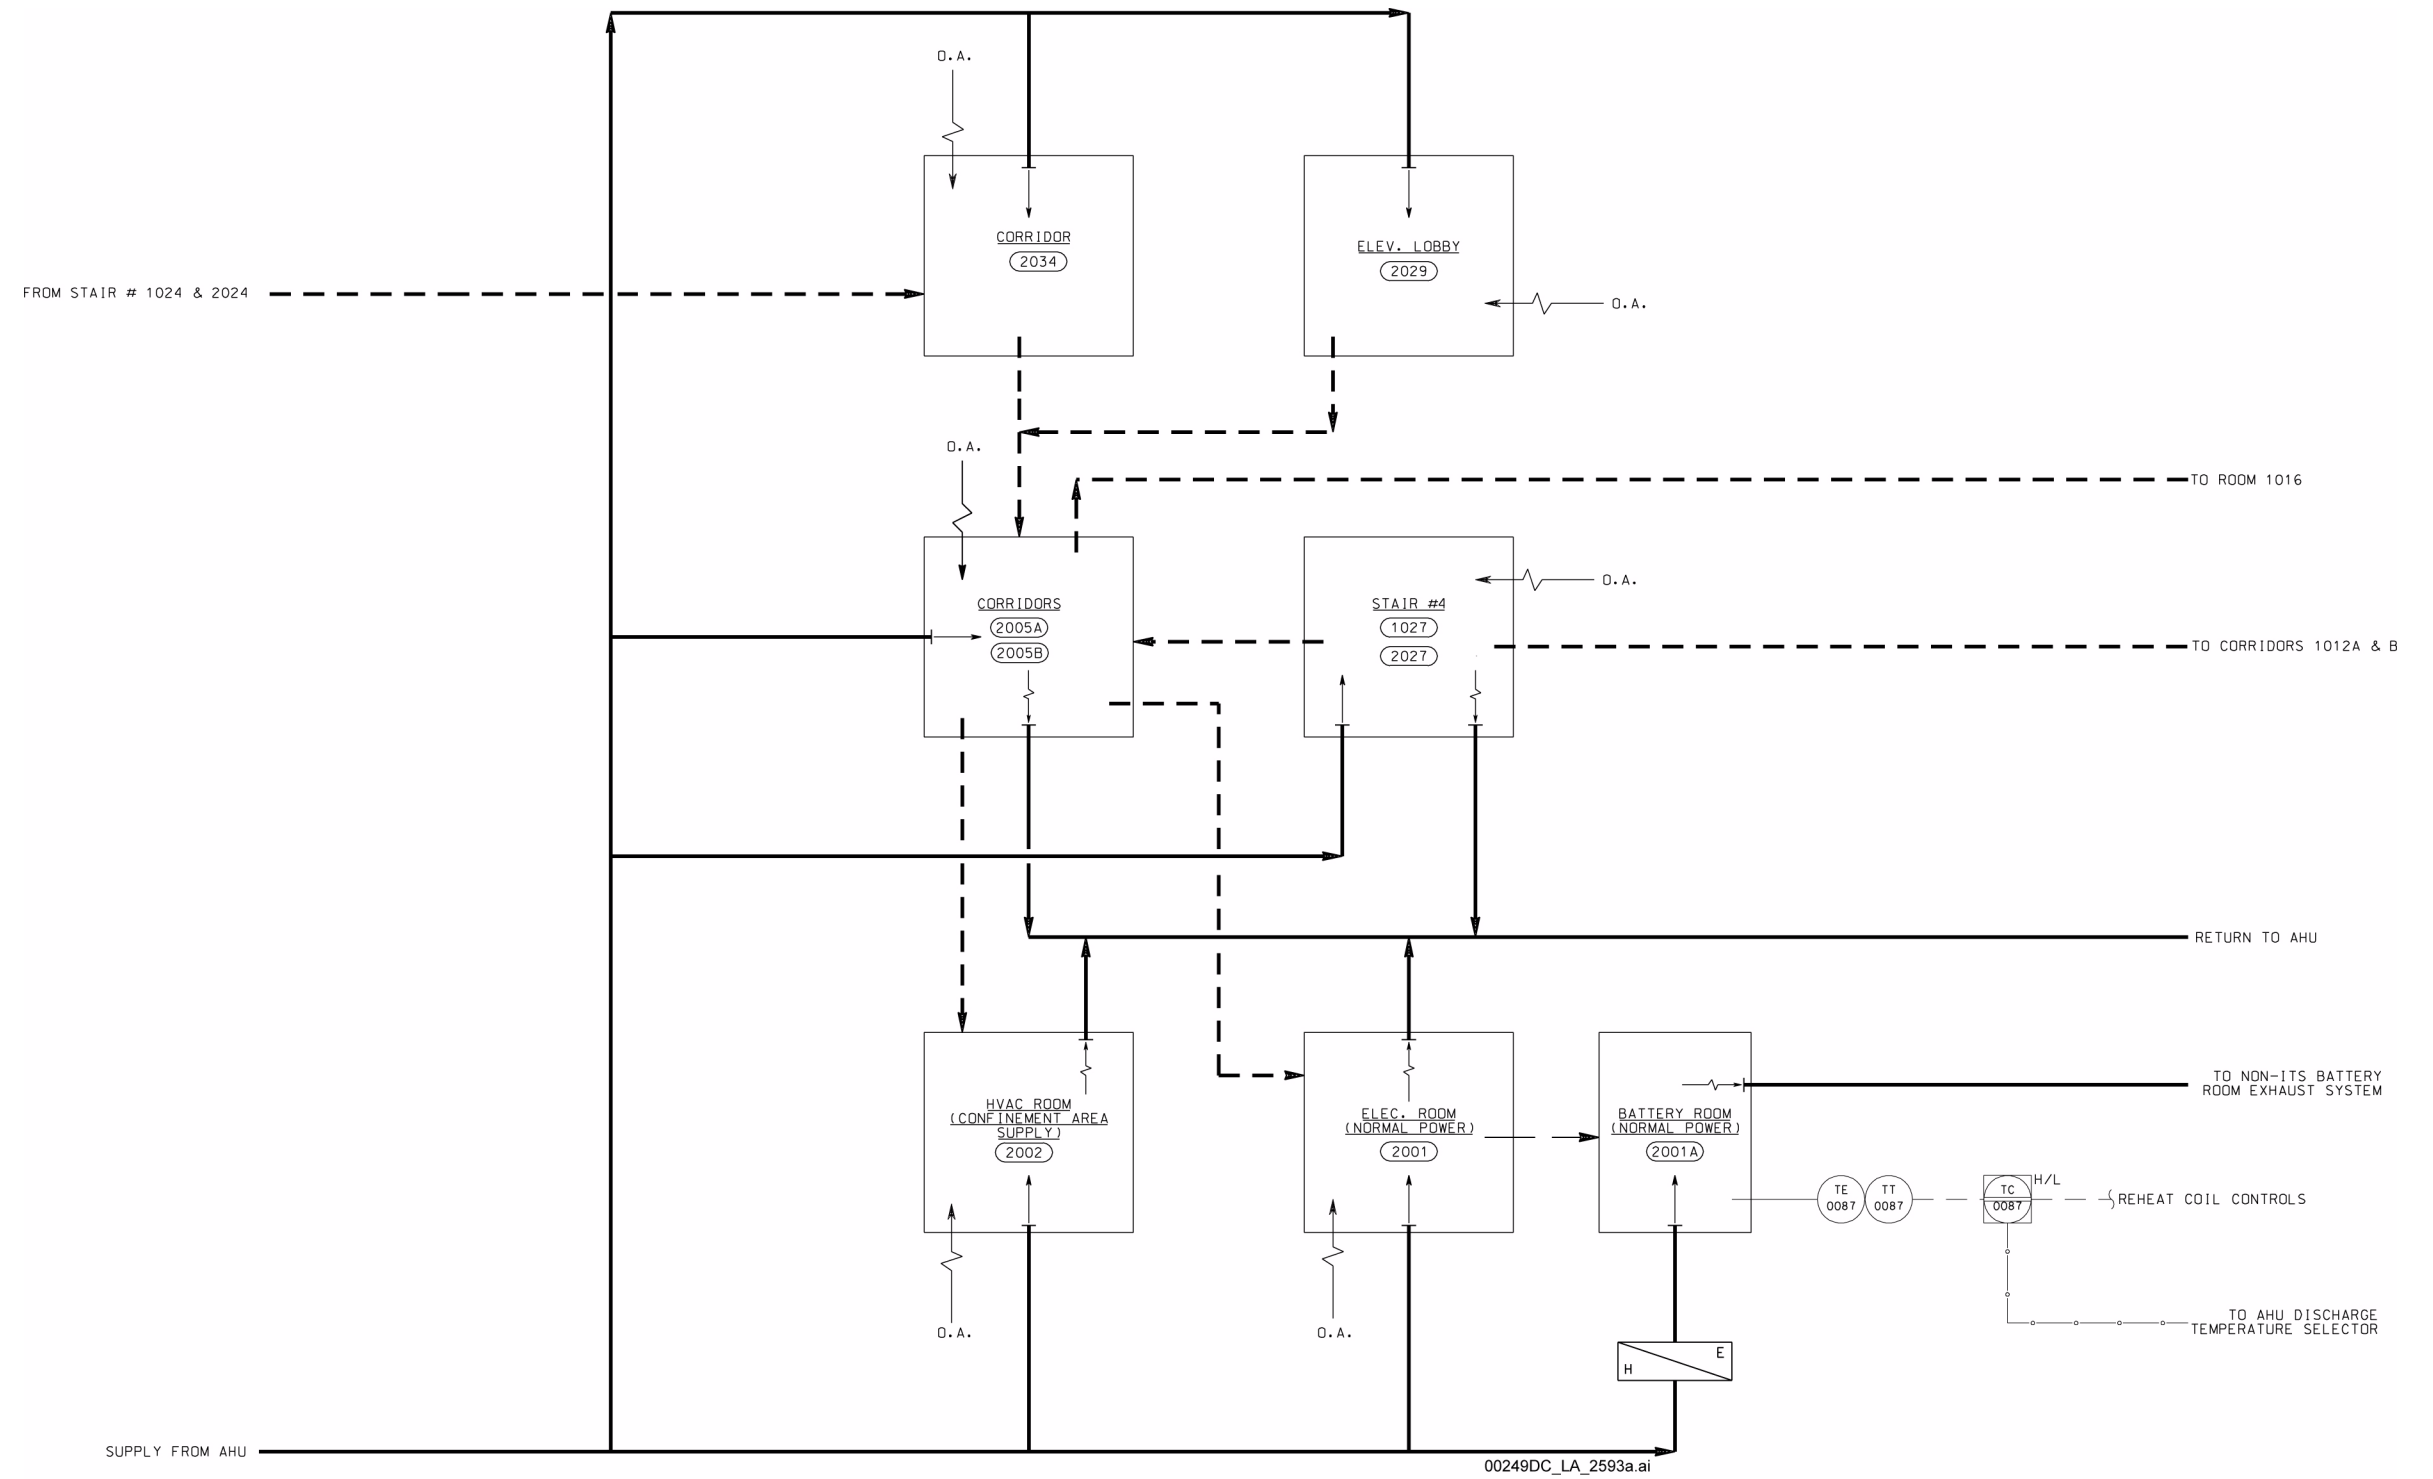 O.A.
CORRIDOR
2034
ELEV. LOBBY
2029
FROM STAIR # 1024 & 2024
O.A.
O.A.
TO ROOM 1016
O.A.
CORRIDORS
2005A
2005B
STAIR #4
1027
2027
TO CORRIDORS 1012A & B
RETURN TO AHU
HVAC ROOM
(CONFINEMENT AREA
SUPPLY)
2002
ELEC. ROOM
(NORMAL POWER)
2001
BATTERY ROOM
(NORMAL POWER)
2001A
TO NON-ITS BATTERY
ROOM EXHAUST SYSTEM
TE
0087
TT
0087
TC
0087
H/L
REHEAT COIL CONTROLS
O.A.
O.A.
TO AHU DISCHARGE
TEMPERATURE SELECTOR
E
H
SUPPLY FROM AHU
00249DC_LA_2593a.ai